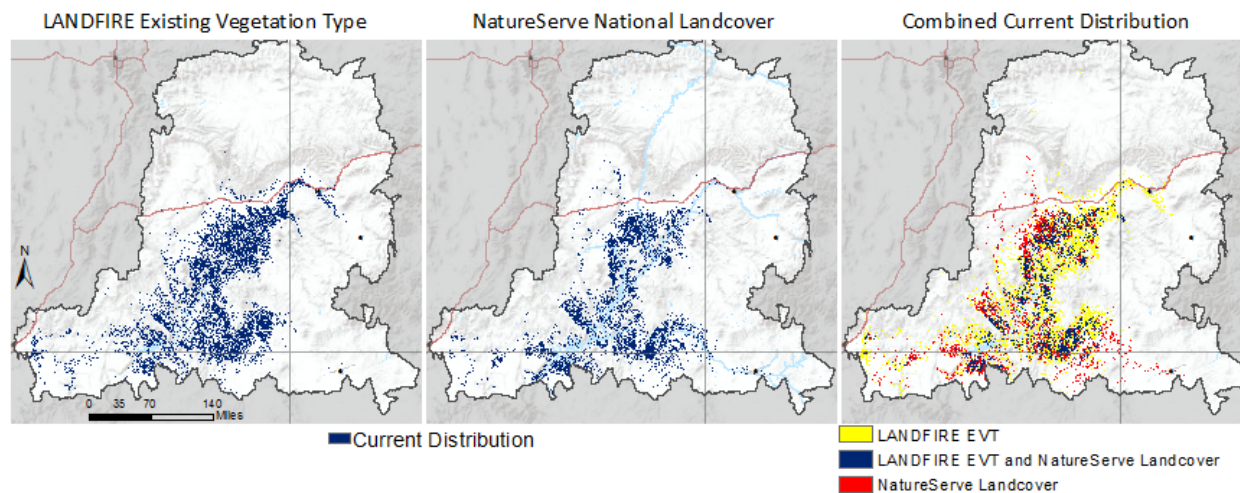 LANDFIRE Existing Vegetation Type
NatureServe National Landcover
Combined Current Distribution
N
0 35 70 140
Miles
Current Distribution
LANDFIRE EVT
LANDFIRE EVT and NatureServe Landcover
NatureServe Landcover